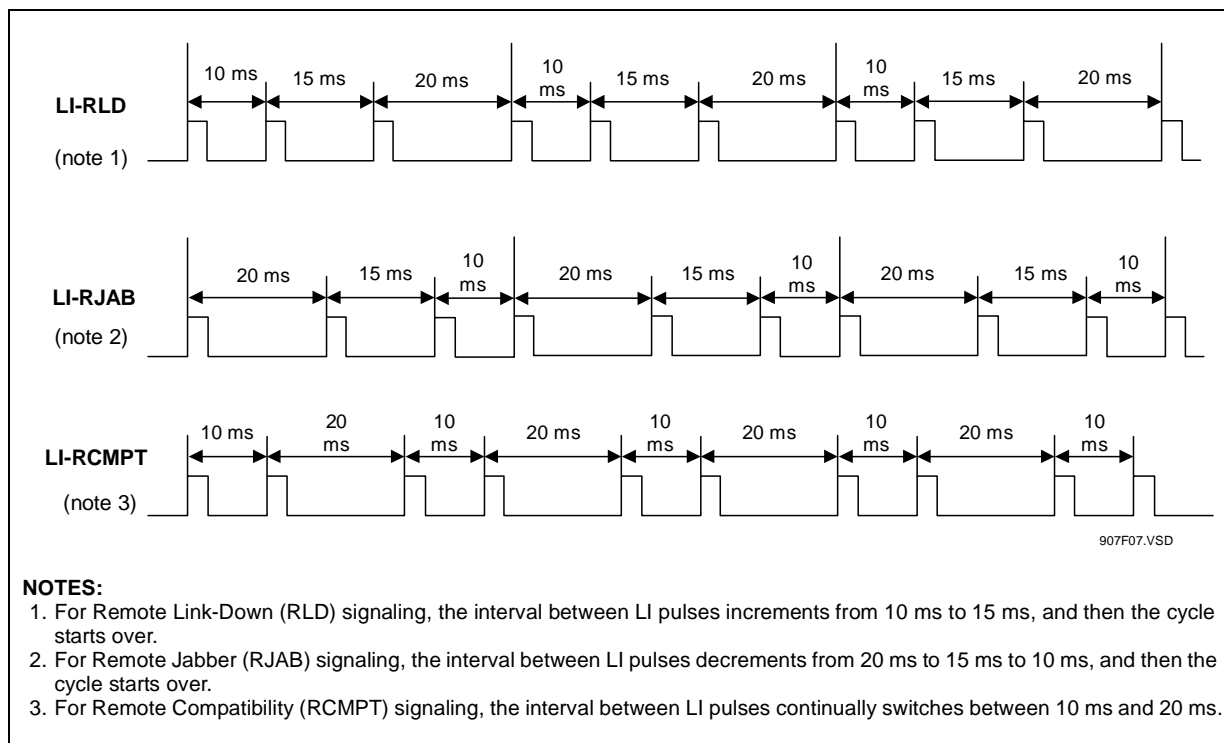 10 ms 15 ms 20 ms 10 ms 15 ms 20 ms 10 ms 15 ms 20 ms
LI-RLD
(note 1)
20 ms 15 ms 10 ms 20 ms 15 ms 10 ms 20 ms 15 ms 10 ms
LI-RJAB
(note 2)
10 ms 20 ms 10 ms 20 ms 10 ms 20 ms 10 ms 20 ms 10 ms
LI-RCMPT
(note 3)
907F07.VSD
NOTES:
1. For Remote Link-Down (RLD) signaling, the interval between LI pulses increments from 10 ms to 15 ms, and then the cycle
starts over.
2. For Remote Jabber (RJAB) signaling, the interval between LI pulses decrements from 20 ms to 15 ms to 10 ms, and then the
cycle starts over.
3. For Remote Compatibility (RCMPT) signaling, the interval between LI pulses continually switches between 10 ms and 20 ms.